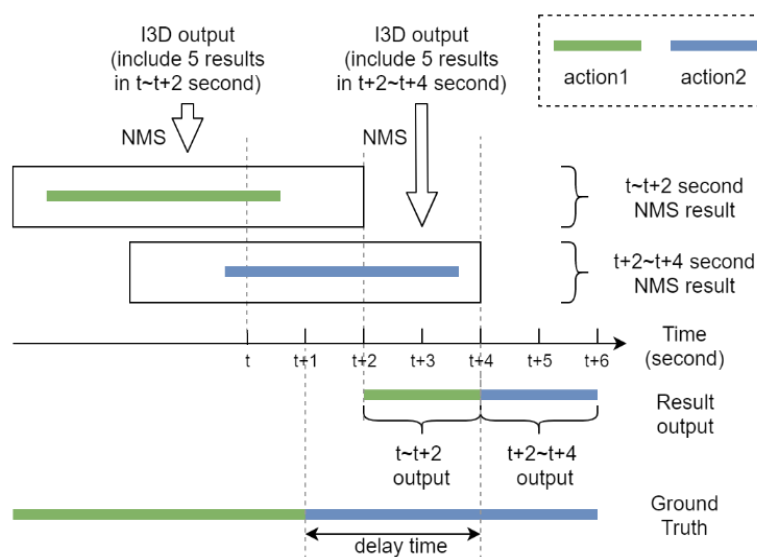 I3D output
(include 5 results
in t~t+2 second)
I3D output
(include 5 results
in t+2~t+4 second)
action1
action2
NMS
NMS
t~t+2 second
NMS result
t+2~t+4 second
NMS result
t
t+1
t+2
t+3
t+4
t+5
t+6
Time
(second)
Result
output
t~t+2
output
t+2~t+4
output
Ground
Truth
delay time